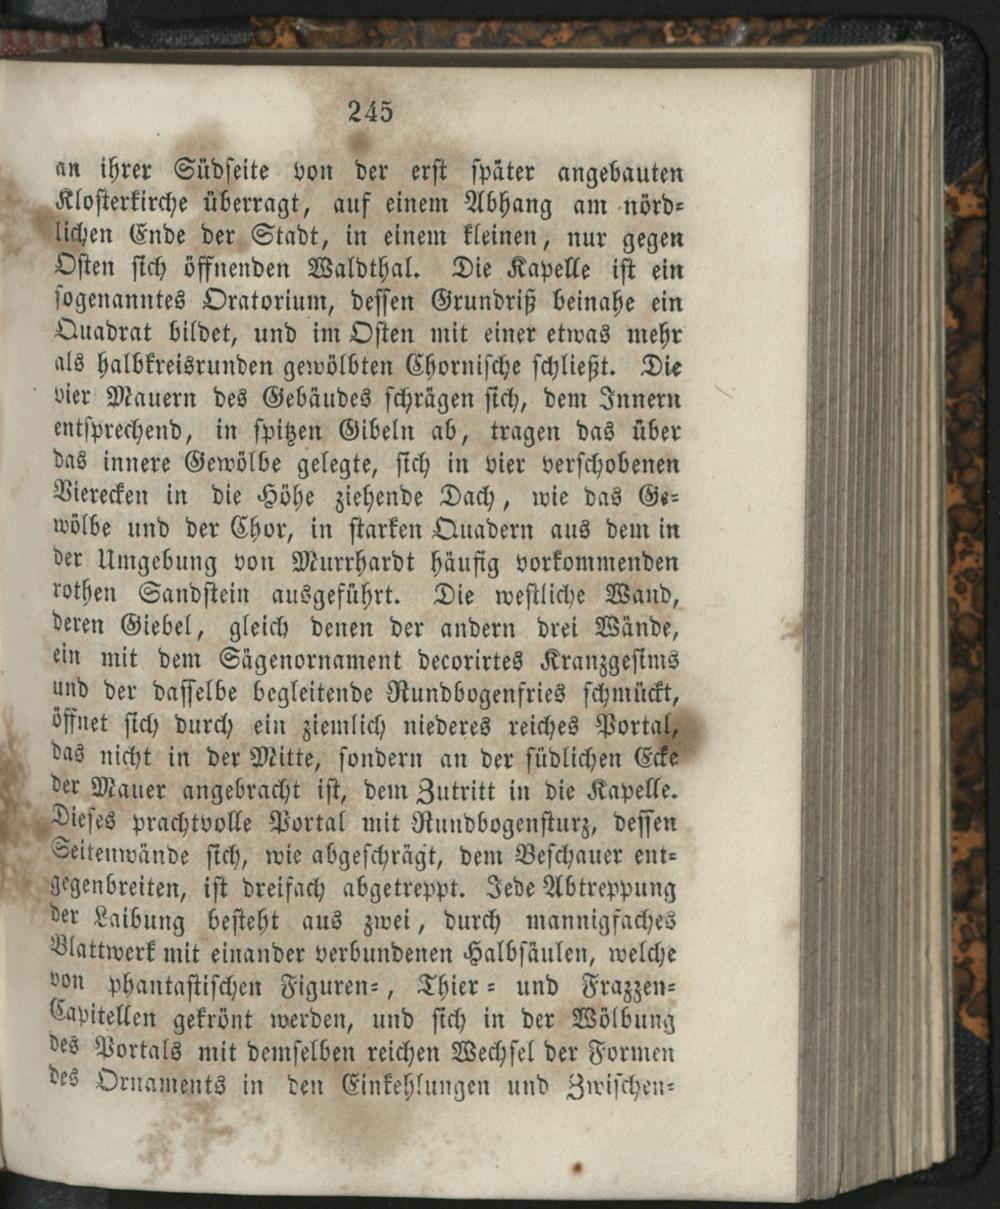 245
an ihrer Südseite von der erst später angebauten
Klosterkirche überragt, auf einem Abhang am nörd-
lichen Ende der Stadt, in einem kleinen, nur gegen
Osten sich öffnenden Waldthal. Die Kapelle ist ein
sogenanntes Oratorium, dessen Grundriß beinahe ein
Quadrat bildet, und im Osten mit einer etwas mehr
als halbkreisrunden gewölbten Chornische schließt. Die
vier Mauern des Gebäudes schrägen sich, dem Innern
entsprechend, in spitzen Gibeln ab, tragen das über
das innere Gewölbe gelegte, sich in vier verschobenen
Vierecken in die Höhe ziehende Dach, wie das Ge-
wölbe und der Chor, in starken Quadern aus dem in
der Umgebung von Murrhardt häufig vorkommenden
rothen Sandstein ausgeführt. Die westliche Wand,
deren Giebel, gleich denen der andern drei Wände,
ein mit dem Sägenornament decorirtes Kranzgesims
und der dasselbe begleitende Rundbogenfries schmückt,
öffnet sich durch ein ziemlich niederes reiches Portal,
das nicht in der Mitte, sondern an der südlichen Ecke
der Mauer angebracht ist, dem Zutritt in die Kapelle.
Dieses prachtvolle Portal mit Rundbogensturz, dessen
Seitenwände sich, wie abgeschrägt, dem Beschauer ent-
gegenbreiten, ist dreifach abgetreppt. Jede Abtreppung
der Laibung besteht aus zwei, durch mannigfaches
Blattwerk mit einander verbundenen Halbsäulen, welche
von phantastischen Figuren-, Thier- und Frazzen-
Capitellen gekrönt werden, und sich in der Wölbung
des Portals mit demselben reichen Wechsel der Formen
des Ornaments in den Einkehlungen und Zwischen-